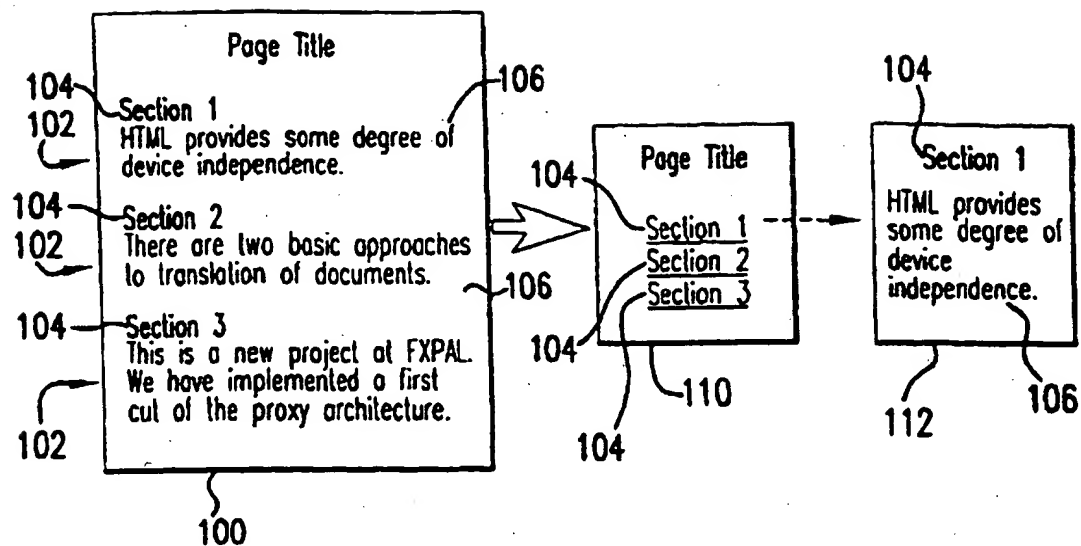 Page Title
104
Section 1
106
102
HTML provides some degree of
device independence.
104
Section 2
102
There are two basic approaches
to translation of documents.
106
104
Section 3
This is a new project at FXPAL.
We have implemented a first
cut of the proxy architecture.
102
100
Page Title
104
Section 1
Section 2
Section 3
104
104
110
104
Section 1
HTML provides
some degree of
device
independence.
106
112